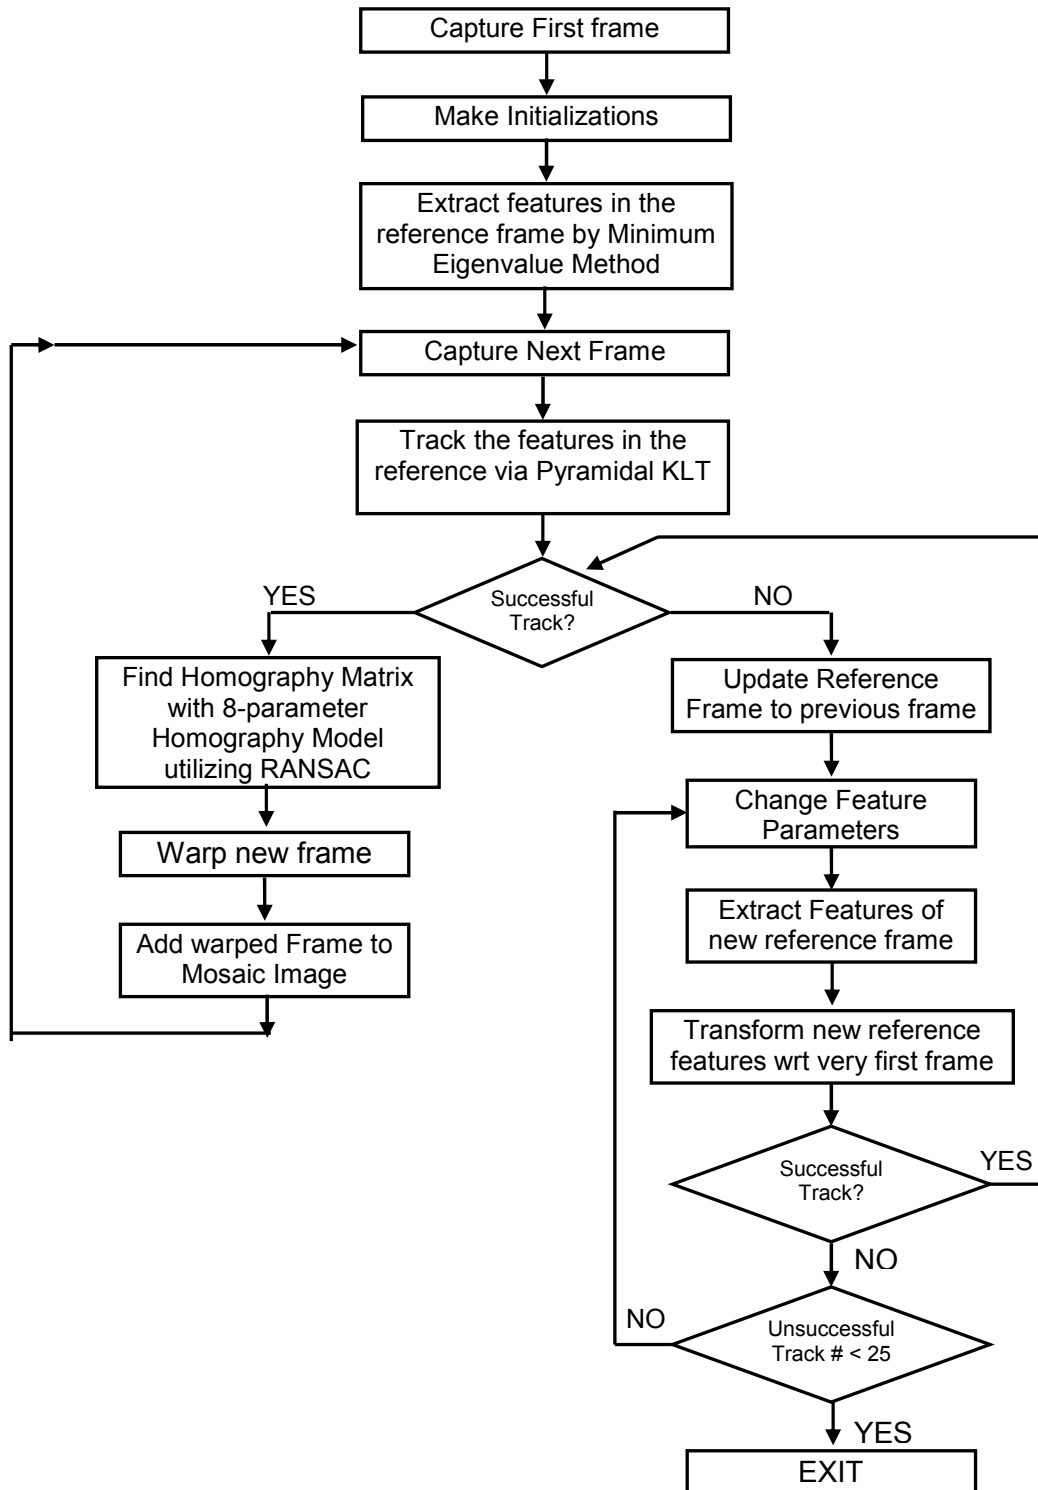 Capture First frame
Make Initializations
Extract features in the
reference frame by Minimum
Eigenvalue Method
Capture Next Frame
Track the features in the
reference via Pyramidal KLT
Successful
Track?
YES
NO
Find Homography Matrix
with 8-parameter
Homography Model
utilizing RANSAC
Warp new frame
Add warped Frame to
Mosaic Image
Update Reference
Frame to previous frame
Change Feature
Parameters
Extract Features of
new reference frame
Transform new reference
features wrt very first frame
Successful
Track?
YES
NO
Unsuccessful
Track # < 25
NO
YES
EXIT